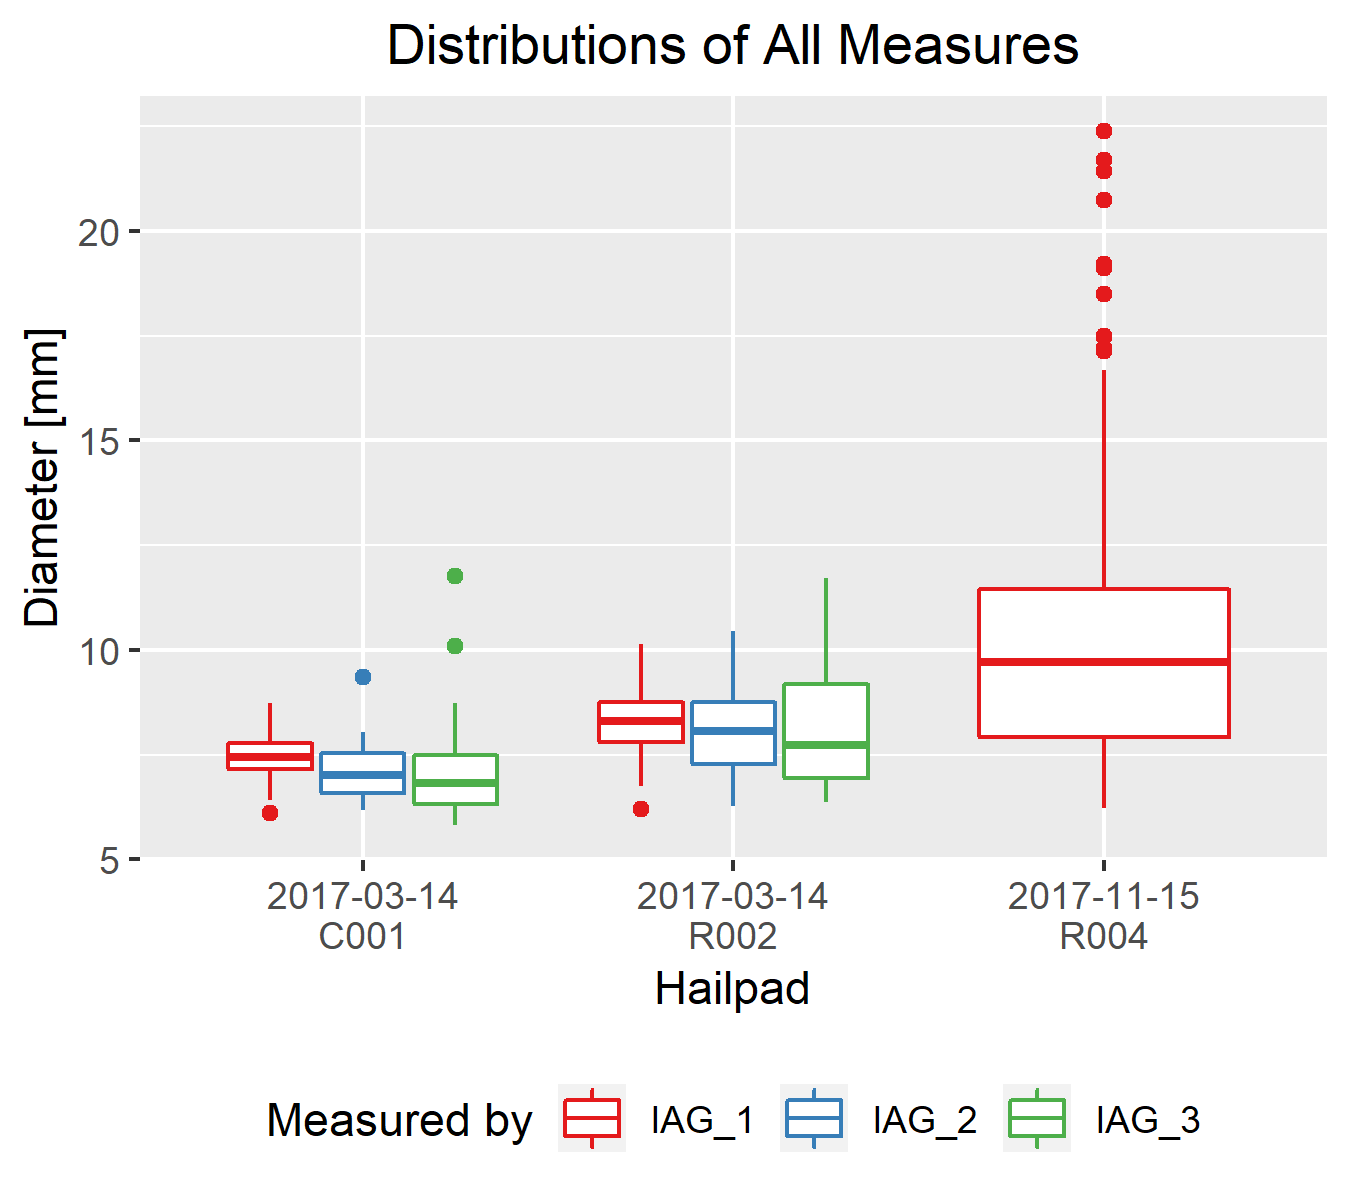 Distributions of All Measures
Diameter [mm]
20
15
10
5
2017-03-14 2017-03-14 2017-11-15
C001 R002 R004
Hailpad
Measured by IAG_1 IAG_2 IAG_3